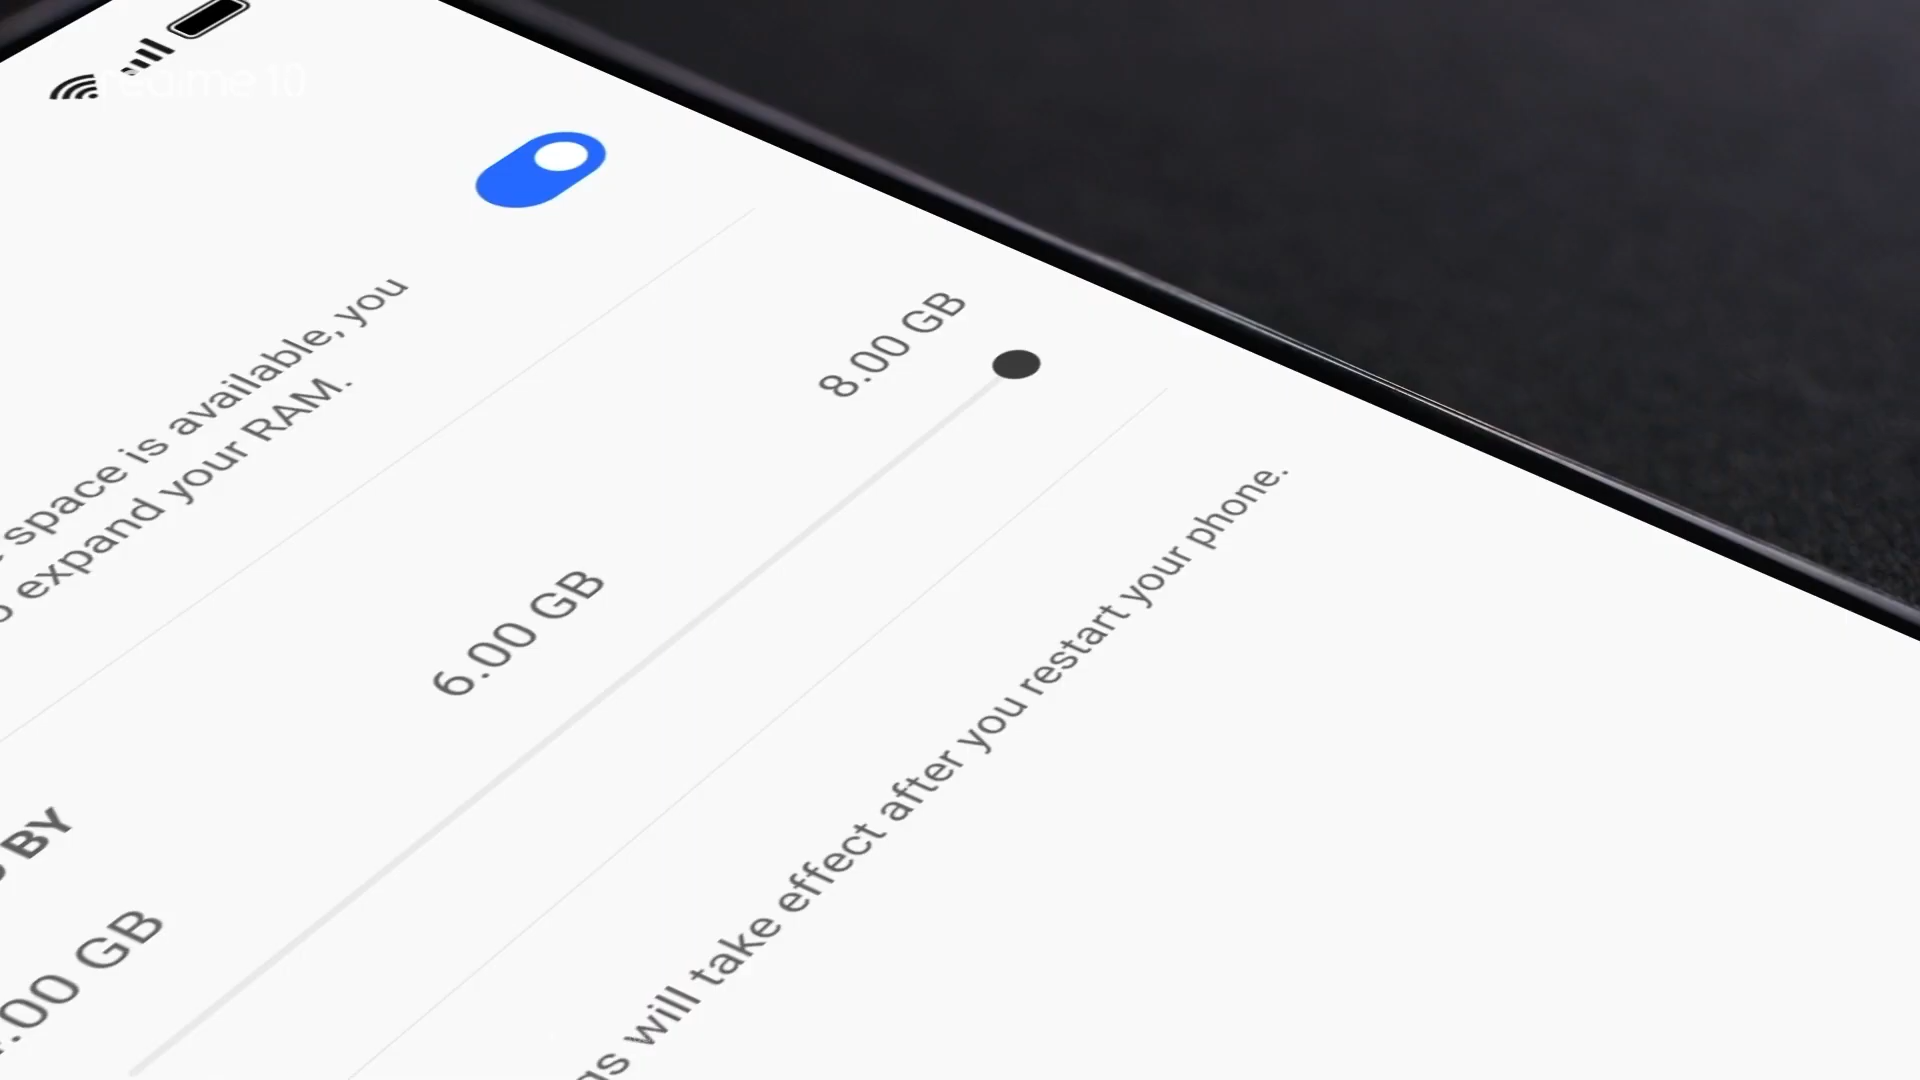 realme 10
space is available, you
expand your RAM.
BY
.00 GB
6.00 GB
8.00 GB
will take effect after you restart your phone.